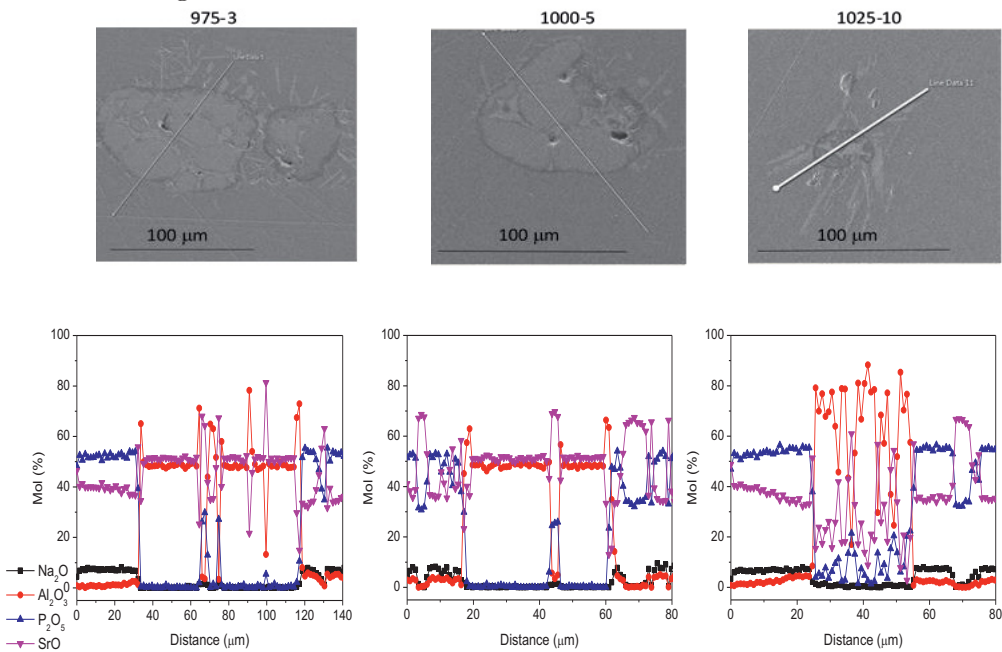 975-3
1000-5
1025-10
Line Data 11
100 μm
100 μm
100 μm
100
80
60
40
20
0
Mol (%)
0 20 40 60 80 100 120 140
Distance (μm)
100
80
60
40
20
0
Mol (%)
0 20 40 60 80
Distance (μm)
100
80
60
40
20
0
Mol (%)
0 20 40 60 80
Distance (μm)
Na₂O
Al₂O₃
P₂O₅
SrO